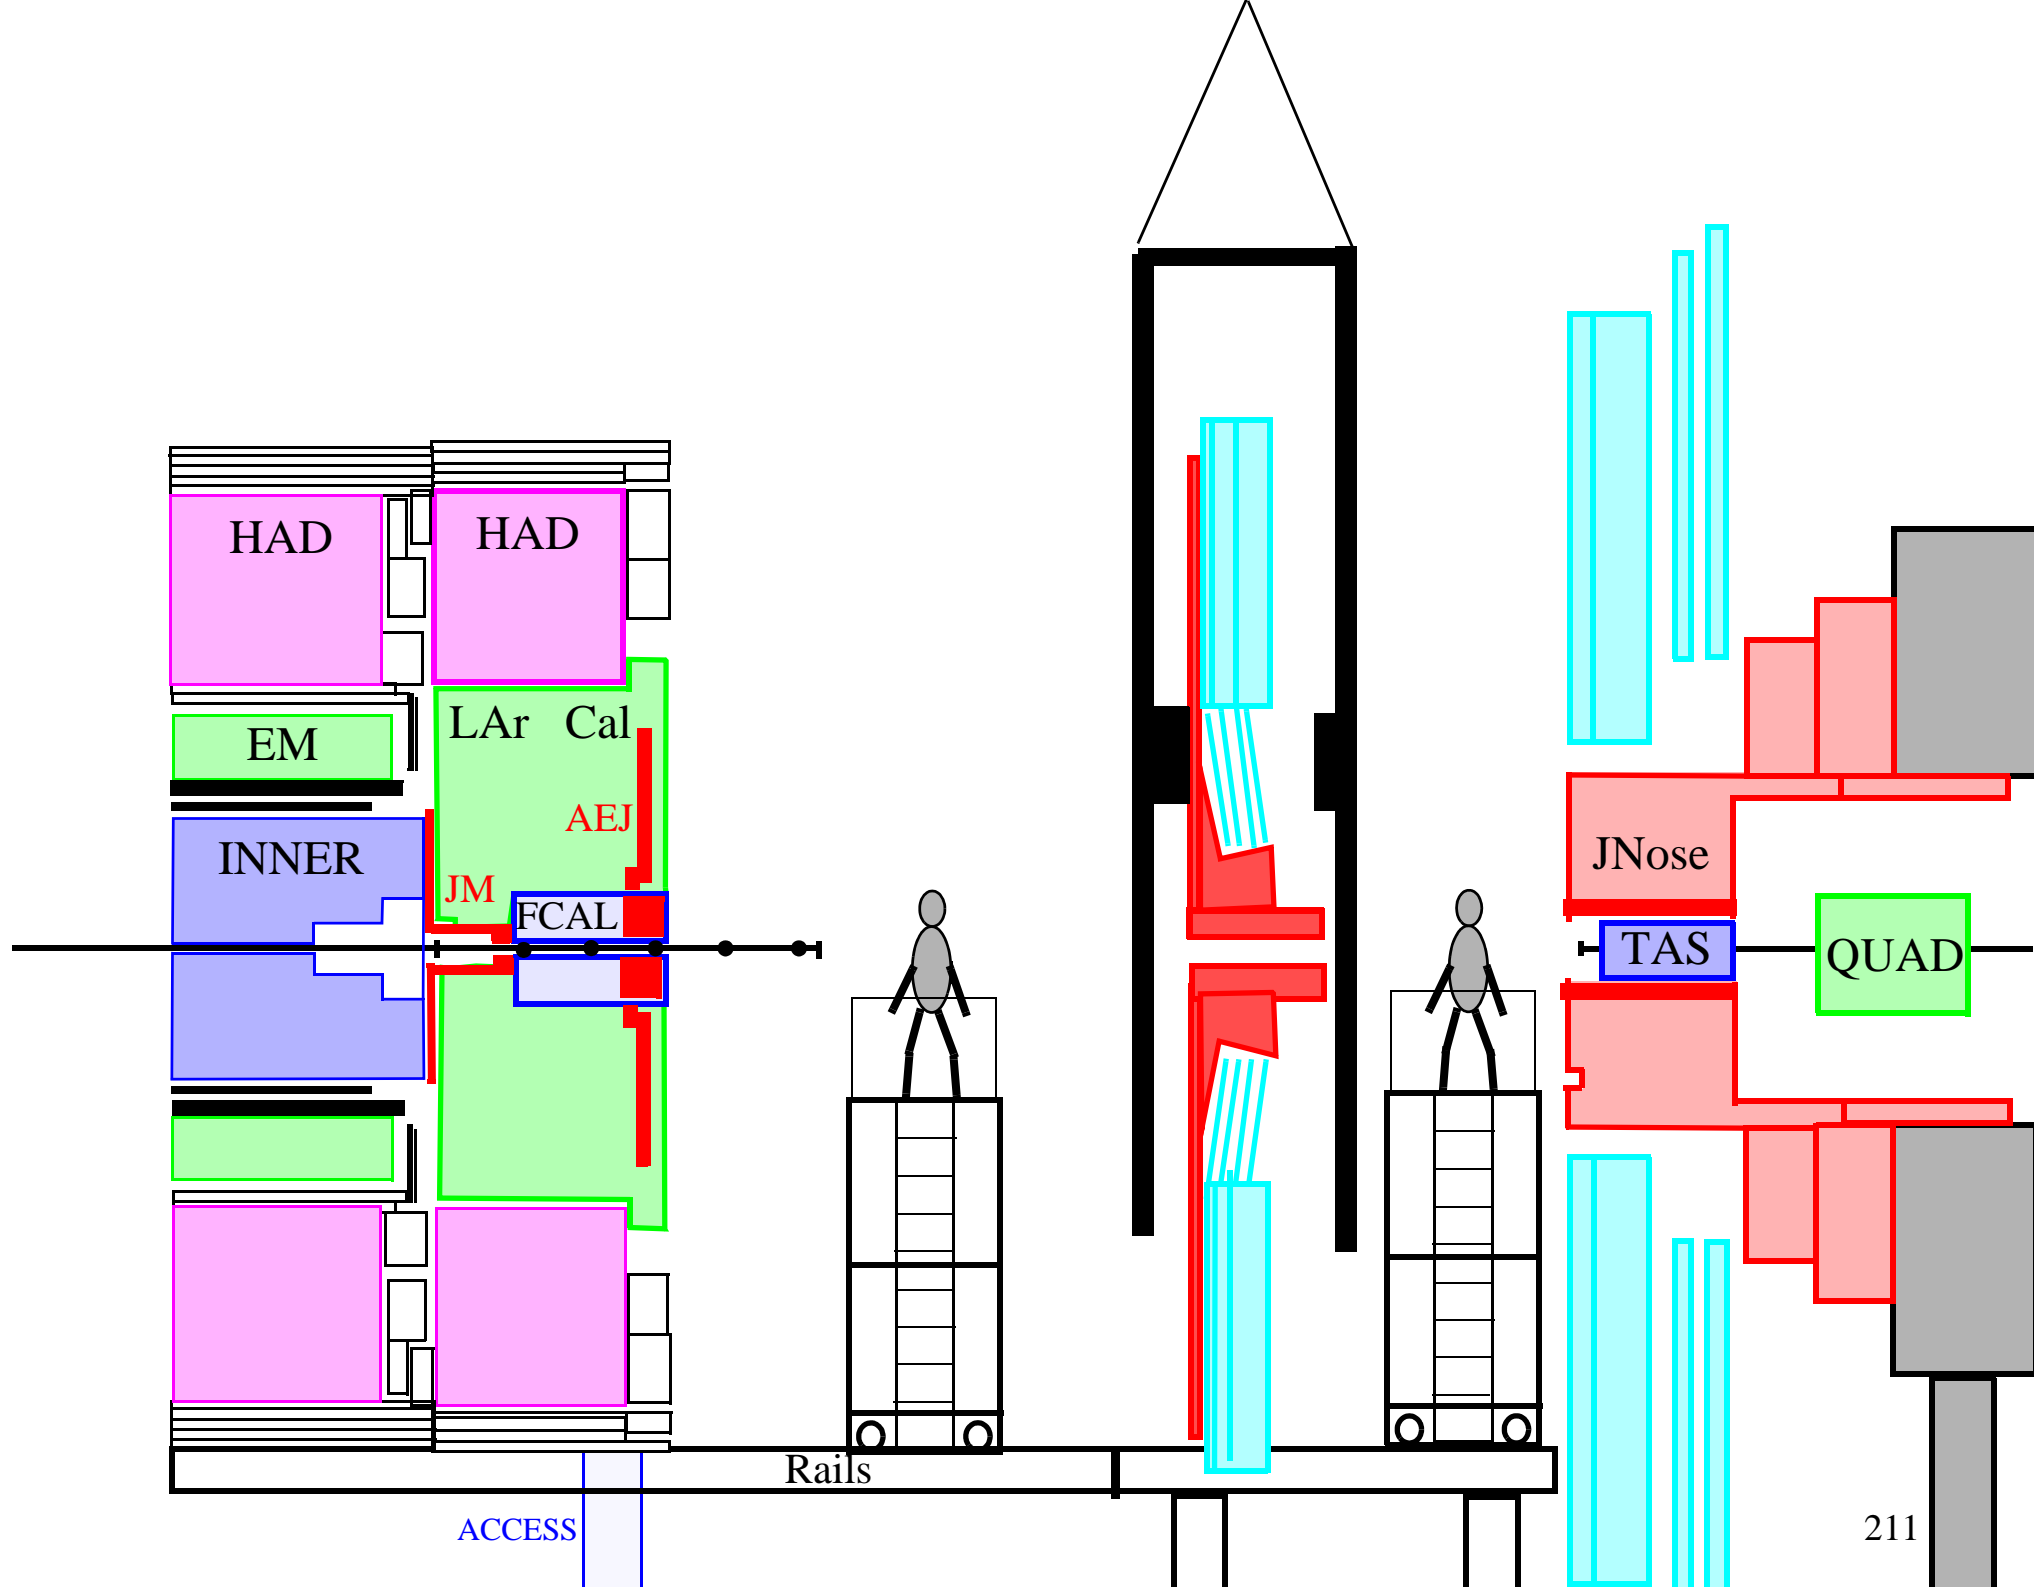 HAD
HAD
LAr Cal
EM
AEJ
INNER
JNose
JM
FCAL
TAS
QUAD
Rails
ACCESS
211